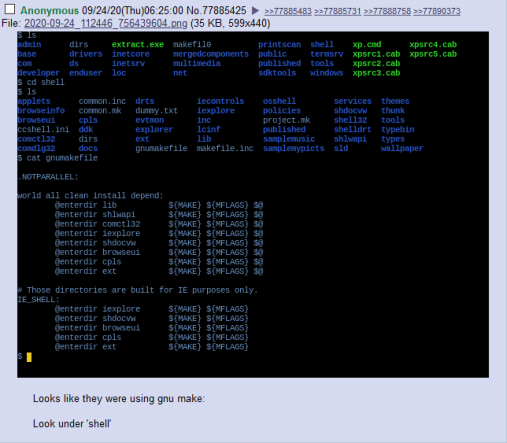 Anonymous 09/24/20(Thu)06:25:00 No.77885425 ▶ >>77885483 >>77885731 >>77888758 >>77890373
File: 2020-09-24_112446_756439604.png (35 KB, 599x440)
$ ls
admin dirs extract.exe makefil0 printscan shell xp.cmd xpsrc4.cab
base drivers inetcore mergedcomponents public termsrv xpsrc1.cab xpsrc5.cab
com ds inetsrv multimedia published tools xpsrc2.cab
developer enduser loc net sdktools windows xpsrc3.cab
$ cd shell
$ ls
applets common.inc drts iecontrols osshell services themes
browseinfo common.mk dummy.txt iexplore policies shdocvw thunk
browseui cpls evtmon inc project.mk shell32 tools
ccshell.ini ddk explorer lcinf published shelldrt typebin
comctl32 dirs ext lib samplemusic shlwapi types
comdlg32 docs gnumakefile makefile.inc samplemypicts sld wallpaper
$ cat gnumakefile
.NOTPARALLEL:
world all clean install depend:
@enterdir lib ${MAKE} ${MFLAGS} $@
@enterdir shlwapi ${MAKE} ${MFLAGS} $@
@enterdir comctl32 ${MAKE} ${MFLAGS} $@
@enterdir iexplore ${MAKE} ${MFLAGS} $@
@enterdir shdocvw ${MAKE} ${MFLAGS} $@
@enterdir browseui ${MAKE} ${MFLAGS} $@
@enterdir cpls ${MAKE} ${MFLAGS} $@
@enterdir ext ${MAKE} ${MFLAGS} $@
# Those directories are built for IE purposes only.
IE_SHELL:
@enterdir iexplore ${MAKE} ${MFLAGS}
@enterdir shdocvw ${MAKE} ${MFLAGS}
@enterdir browseui ${MAKE} ${MFLAGS}
@enterdir cpls ${MAKE} ${MFLAGS}
@enterdir ext ${MAKE} ${MFLAGS}
$
Looks like they were using gnu make:
Look under 'shell'